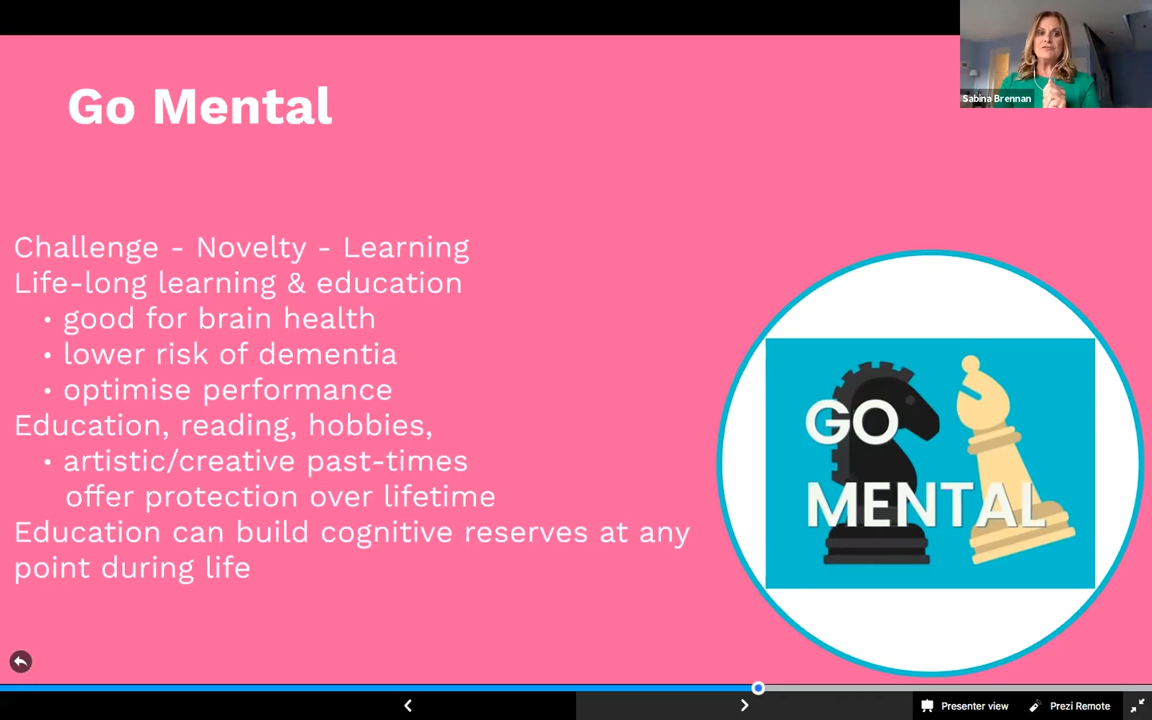 Sabina Brennan
Go Mental
Challenge - Novelty - Learning
Life-long learning & education
• good for brain health
• lower risk of dementia
• optimise performance
Education, reading, hobbies,
• artistic/creative past-times
offer protection over lifetime
Education can build cognitive reserves at any
point during life
GO
MENTAL
Presenter view
Prezi Remote